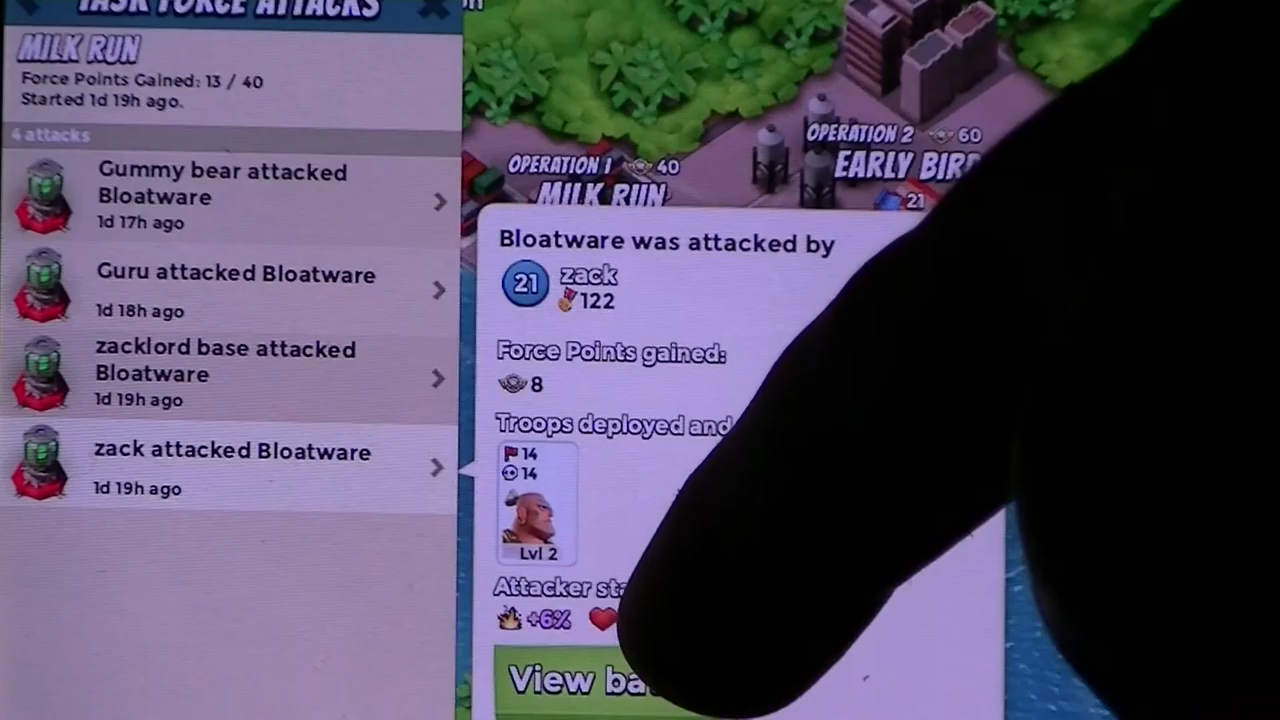 TASK FORCE ATTACKS
MILK RUN
Force Points Gained: 13 / 40
Started 1d 19h ago.
4 attacks
Gummy bear attacked
Bloatware
1d 17h ago
Guru attacked Bloatware
1d 18h ago
zacklord base attacked
Bloatware
1d 19h ago
zack attacked Bloatware
1d 19h ago
OPERATION 1 40
MILK RUN
OPERATION 2 60
EARLY
21
Bloatware was attacked by
21 zack
122
Force Points gained:
8
Troops deployed and
14
14
Lvl 2
Attacker
+6%
View